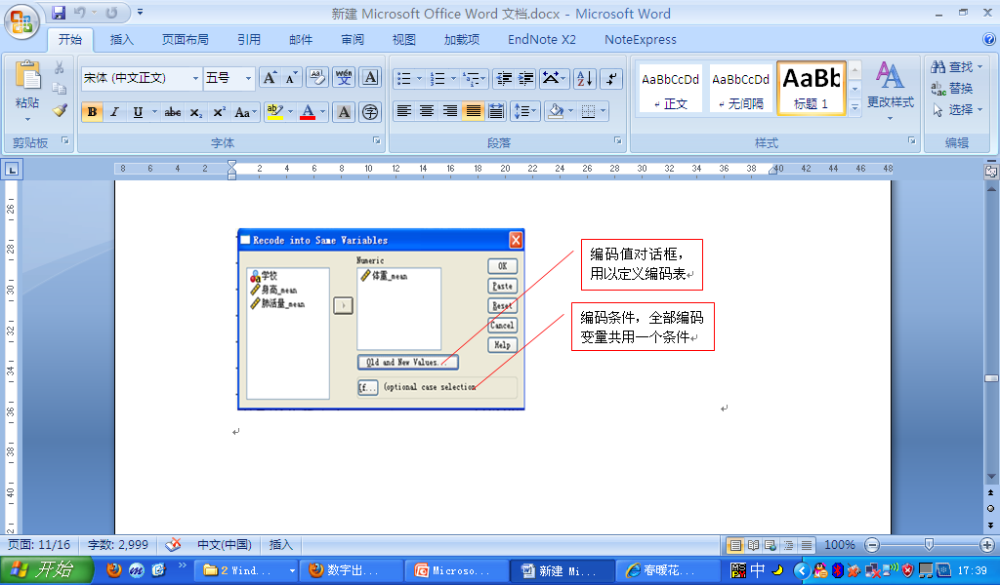 新建 Microsoft Office Word 文档.docx - Microsoft Word
开始 插入 页面布局 引用 邮件 审阅 视图 加载项 EndNote X2 NoteExpress
宋体 (中文正文) 五号
粘贴
B I U abc x₂ x² Aa
AaBbCcDd AaBbCcDd AaBb
正文 无间隔 标题 1
更改样式
查找
替换
选择
剪贴板 字体 段落 样式 编辑
8 6 4 2 2 4 6 8 10 12 14 16 18 20 22 24 26 28 30 32 34 36 38 40 42 44 46 48
26
28
30
32
34
36
38
40
Recode into Same Variables
学校
身高_mean
肺活量_mean
Numeric
体重_mean
OK
Paste
Reset
Cancel
Help
Old and New Values...
If... (optional case selection
编码值对话框，
用以定义编码表
编码条件，全部编码
变量共用一个条件
页面: 11/16 字数: 2,999 中文(中国) 插入 100%
开始 2 Wind... 数字出... Microso... 新建 Mi... 春暖花... 中 17:39